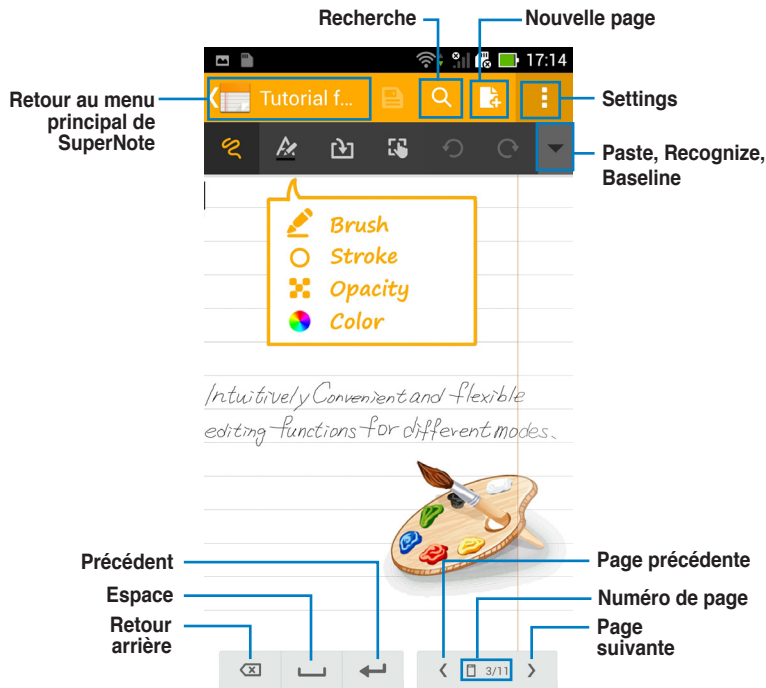 Recherche
Nouvelle page
17:14
Retour au menu
principal de
SuperNote
Tutorial f...
Settings
Paste, Recognize,
Baseline
Brush
Stroke
Opacity
Color
Intuitively Convenient and flexible
editing functions for different modes.
Précédent
Espace
Retour
arrière
Page précédente
Numéro de page
Page
suivante
3/11